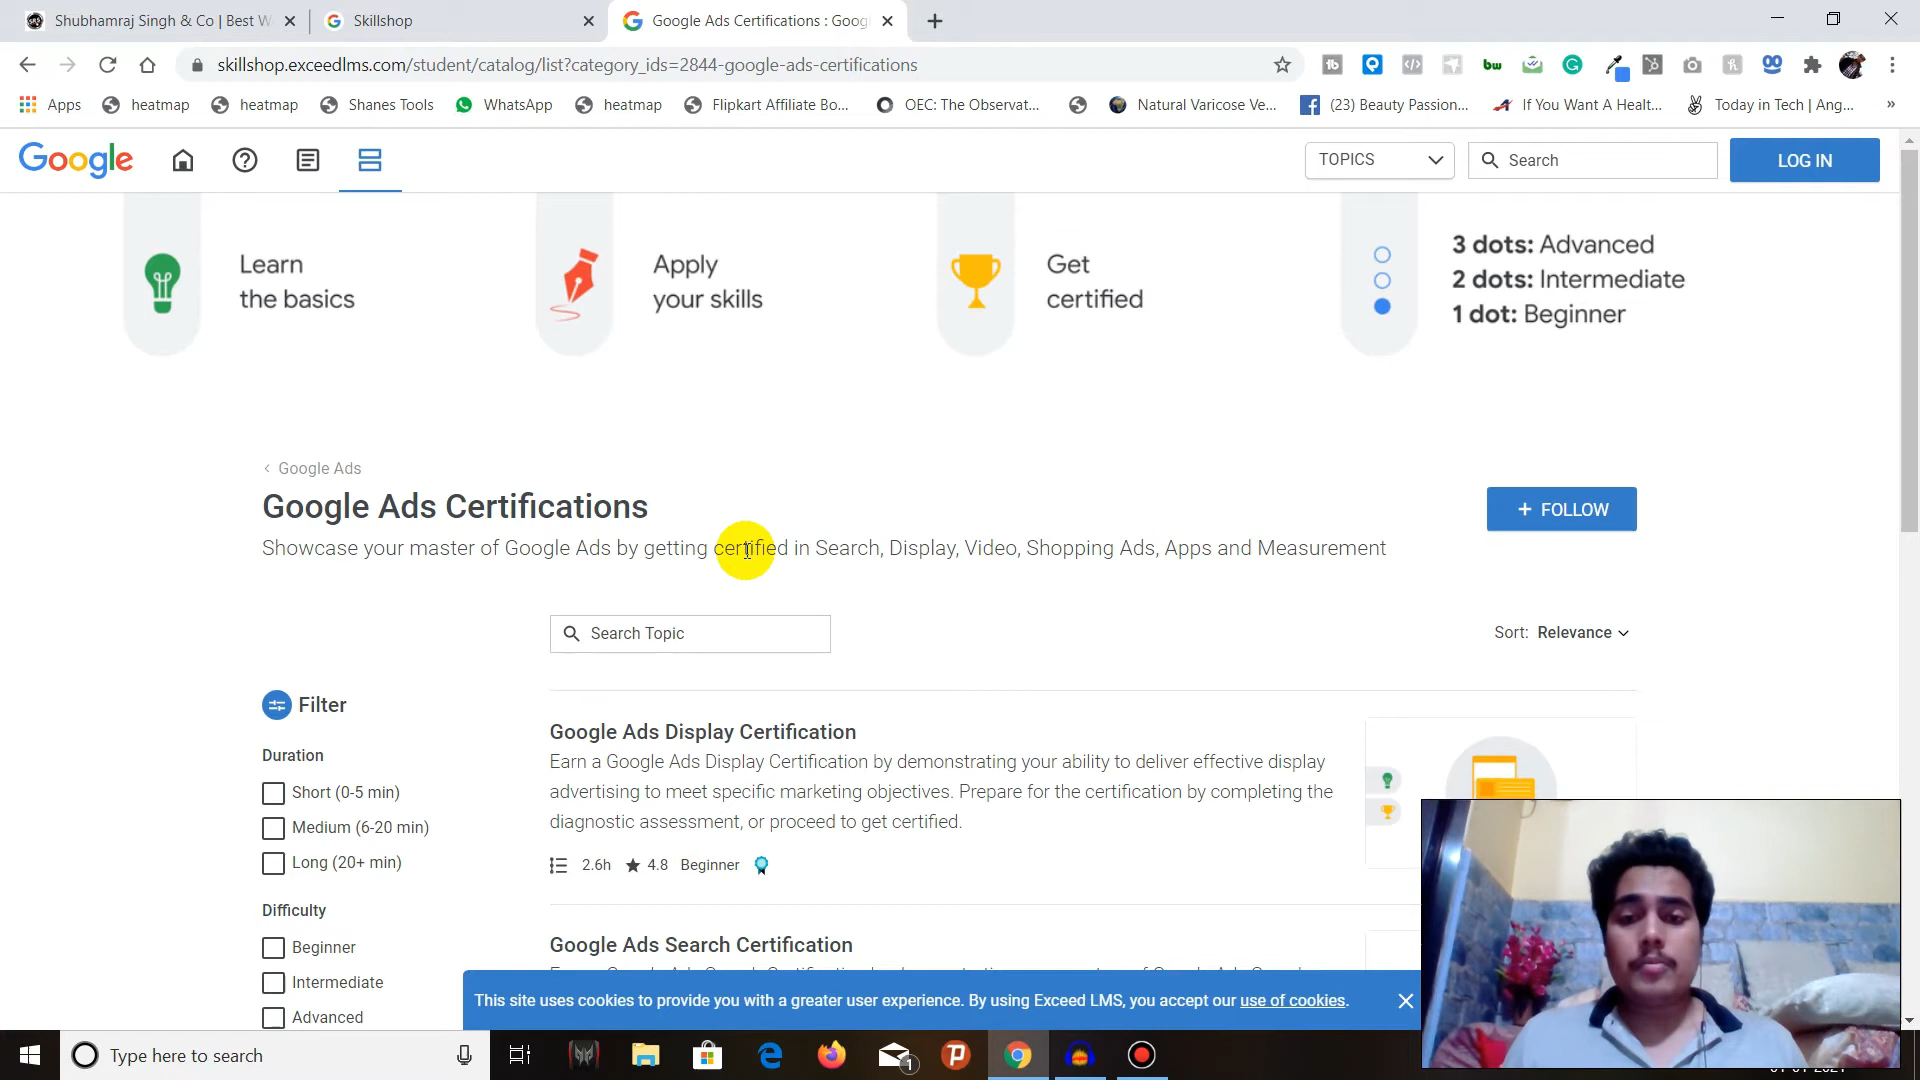 Shubhamraj Singh & Co | Best W
Skillshop
Google Ads Certifications : Goog
skillshop.exceedlms.com/student/catalog/list?category_ids=2844-google-ads-certifications
Apps
heatmap
heatmap
Shanes Tools
WhatsApp
heatmap
Flipkart Affiliate Bo...
OEC: The Observat...
Natural Varicose Ve...
(23) Beauty Passion...
If You Want A Healt...
Today in Tech | Ang...
»
Google
TOPICS
Search
LOG IN
Learn
the basics
Apply
your skills
Get
certified
3 dots: Advanced
2 dots: Intermediate
1 dot: Beginner
Google Ads
Google Ads Certifications
+ FOLLOW
Showcase your master of Google Ads by getting certified in Search, Display, Video, Shopping Ads, Apps and Measurement
Search Topic
Sort: Relevance
Filter
Duration
Short (0-5 min)
Medium (6-20 min)
Long (20+ min)
Difficulty
Beginner
Intermediate
Advanced
Google Ads Display Certification
Earn a Google Ads Display Certification by demonstrating your ability to deliver effective display
advertising to meet specific marketing objectives. Prepare for the certification by completing the
diagnostic assessment, or proceed to get certified.
2.6h
4.8
Beginner
Google Ads Search Certification
This site uses cookies to provide you with a greater user experience. By using Exceed LMS, you accept our use of cookies.
Type here to search
1